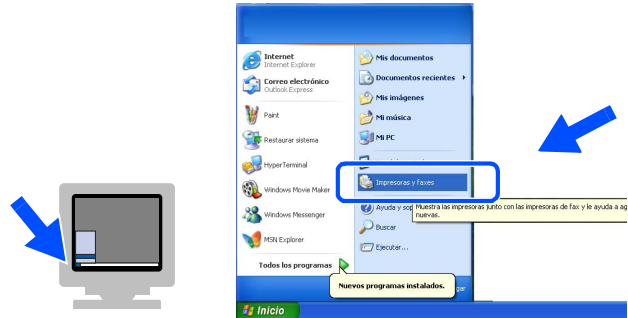 Internet
Internet Explorer
Correo electrónico
Outlook Express
Paint
Restaurar sistema
HyperTerminal
Windows Movie Maker
Windows Messenger
MSN Explorer
Todos los programas
Mis documentos
Documentos recientes
Mis imágenes
Mi música
Mi PC
Impresoras y faxes
Ayuda y sop
Muestra las impresoras junto con las impresoras de fax y le ayuda a ag
nuevas.
Buscar
Ejecutar...
Nuevos programas instalados.
gar
Inicio